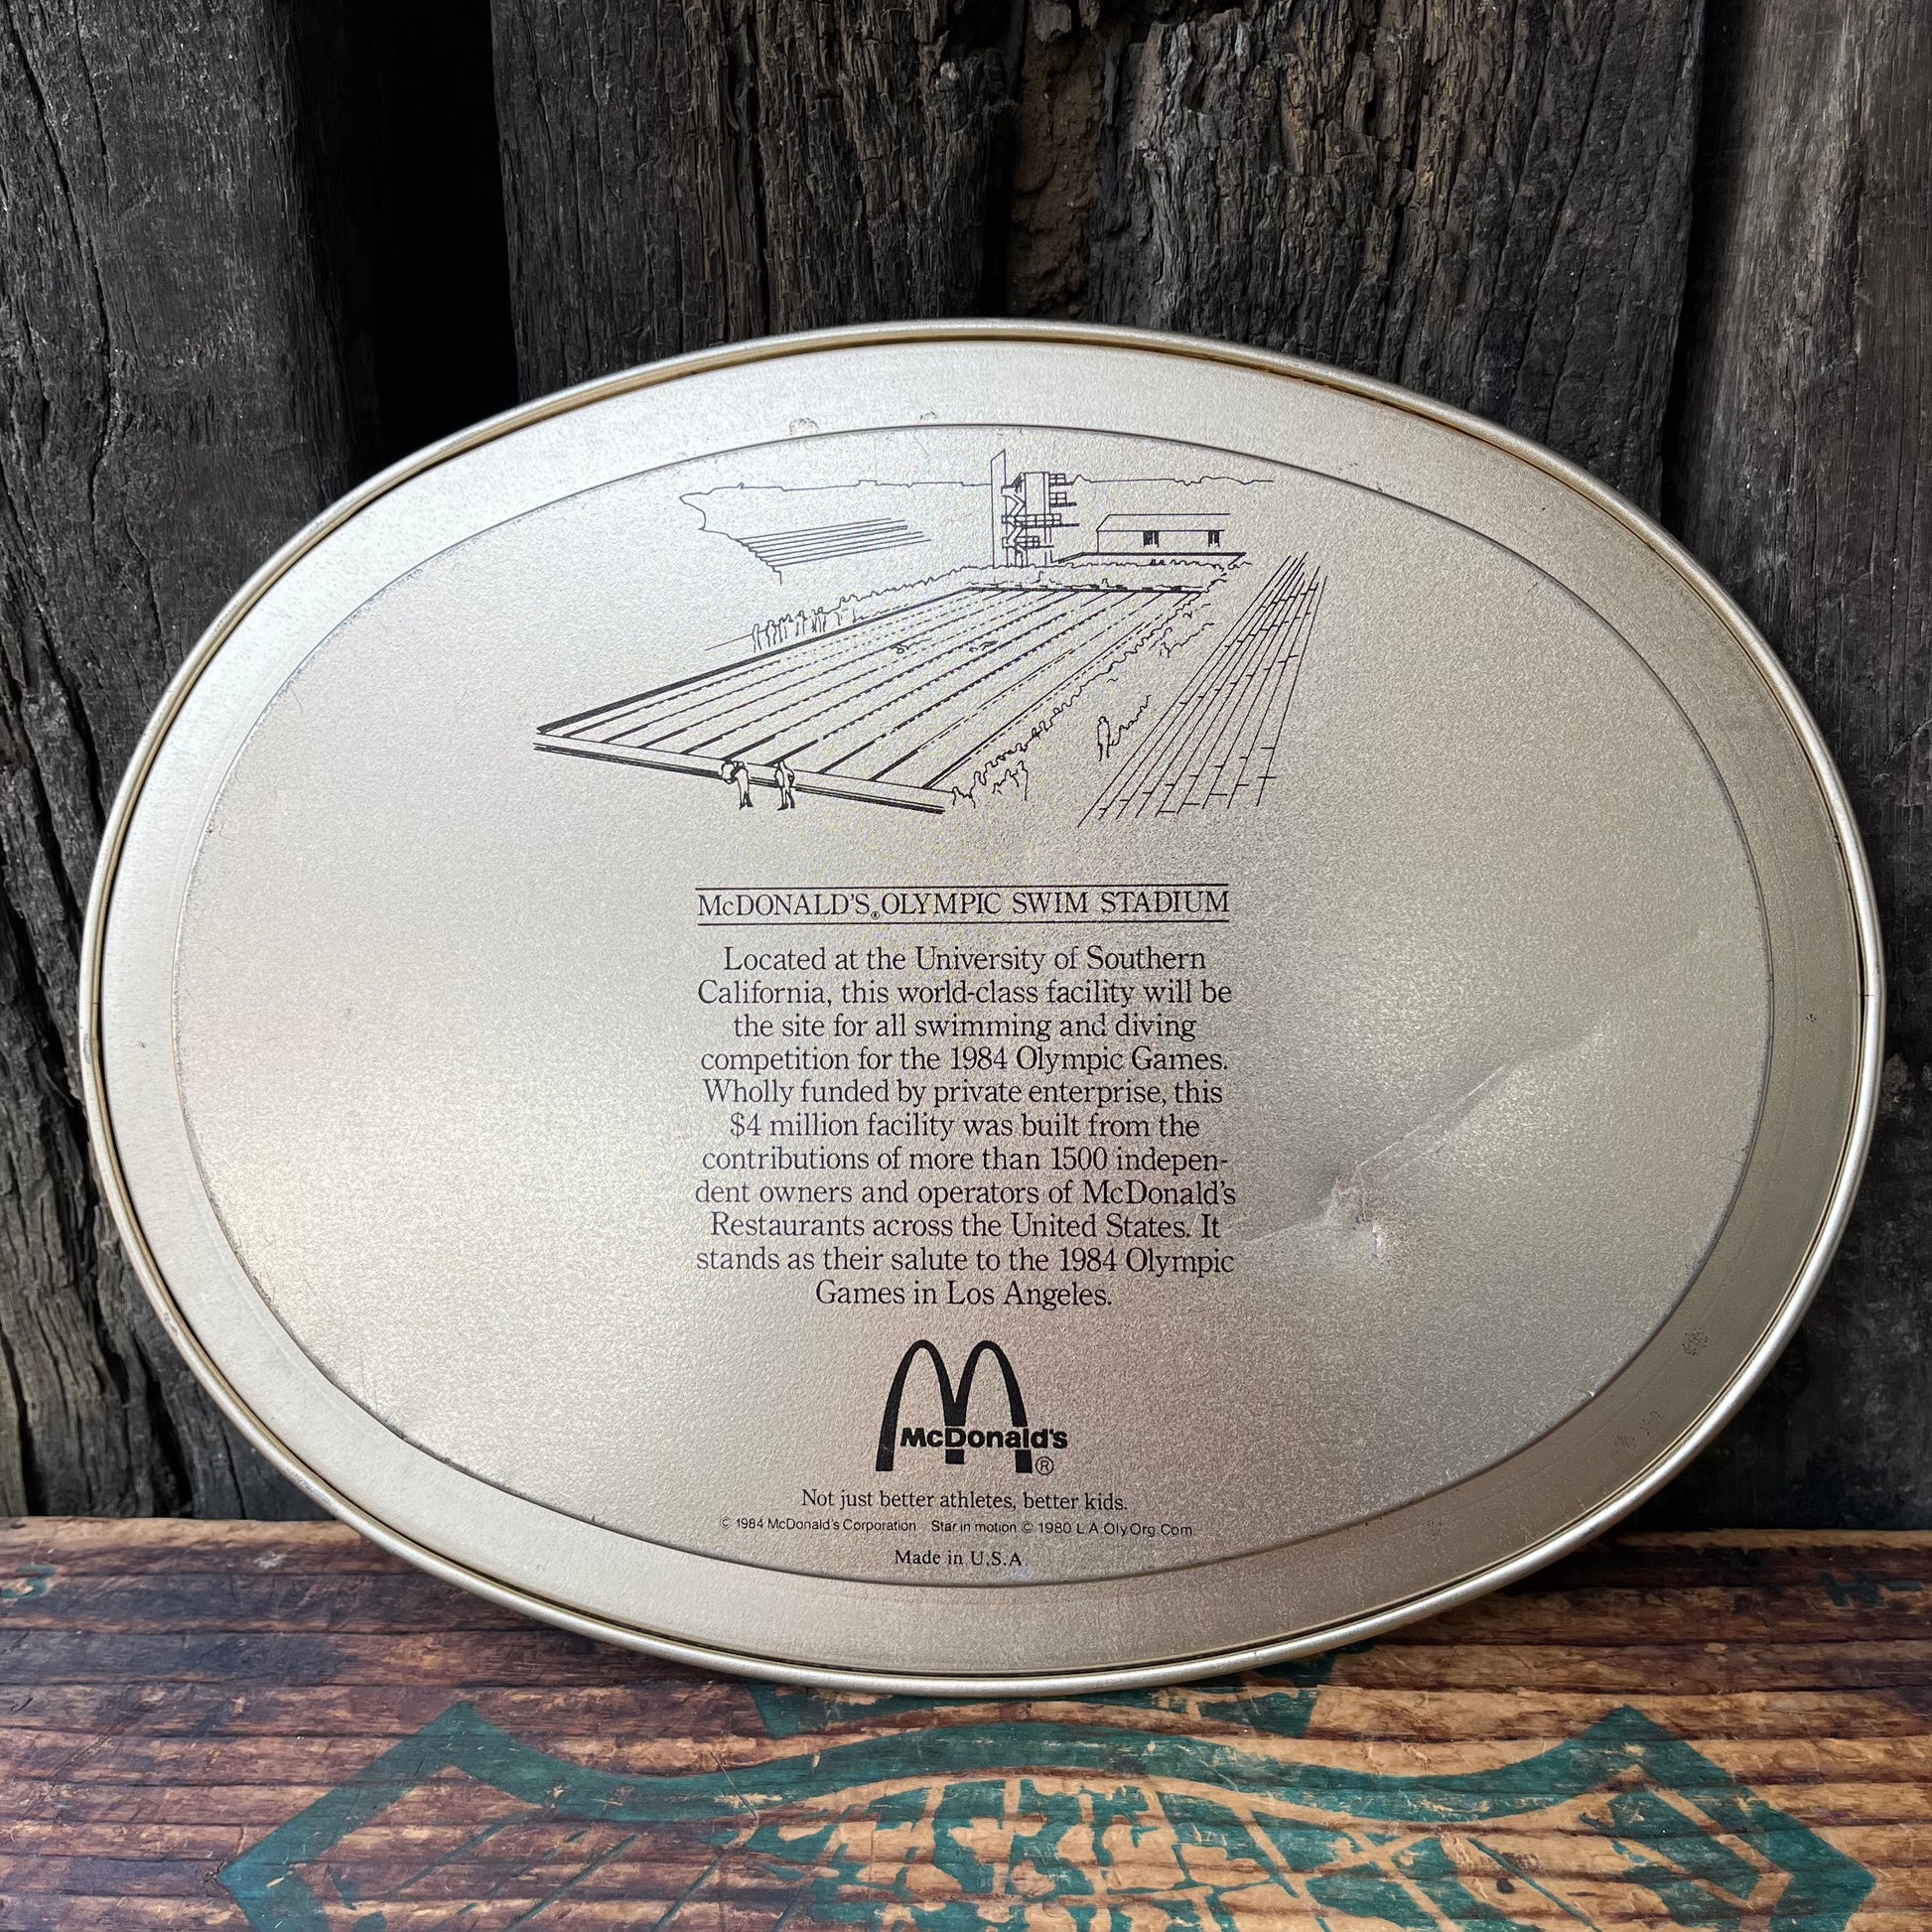 McDONALD'S® OLYMPIC SWIM STADIUM
Located at the University of Southern
California, this world-class facility will be
the site for all swimming and diving
competition for the 1984 Olympic Games.
Wholly funded by private enterprise, this
$4 million facility was built from the
contributions of more than 1500 indepen-
dent owners and operators of McDonald's
Restaurants across the United States. It
stands as their salute to the 1984 Olympic
Games in Los Angeles.
McDonald's
®
Not just better athletes, better kids.
© 1984 McDonald's Corporation Star in motion © 1980 L.A.Oly.Org.Com.
Made in U.S.A